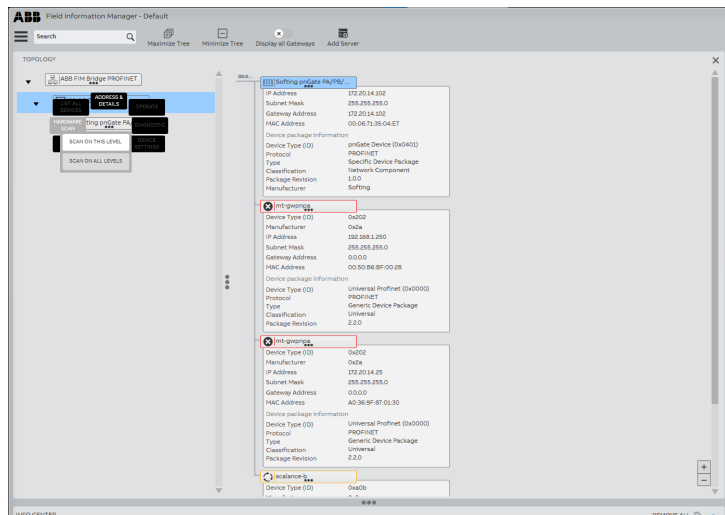 ABB Field Information Manager - Default
Search
Maximize Tree
Minimize Tree
Display all Gateways
Add Server
TOPOLOGY
ABB FIM Bridge PROFINET
LIST ALL DEVICES
ADDRESS & DETAILS
OPERATE
HARDWARE SCAN
ting pnGate PA/
DIAGNOSTIC
SCAN ON THIS LEVEL
DEVICE SETTINGS
SCAN ON ALL LEVELS
00.0...
Softing pnGate PA/PB/...
IP Address 172.20.14.102
Subnet Mask 255.255.255.0
Gateway Address 172.20.14.102
MAC Address 00:06:71:35:04:E7
Device package information
Device Type (ID) pnGate Device (0x0401)
Protocol PROFINET
Type Specific Device Package
Classification Network Component
Package Revision 1.0.0
Manufacturer Softing
mt-gwpnpa
Device Type (ID) 0x202
Manufacturer 0x2a
IP Address 192.168.1.250
Subnet Mask 255.255.255.0
Gateway Address 0.0.0.0
MAC Address 00:50:B6:BF:00:28
Device package information
Device Type (ID) Universal Profinet (0x0000)
Protocol PROFINET
Type Generic Device Package
Classification Universal
Package Revision 2.2.0
mt-gwpnpa
Device Type (ID) 0x202
Manufacturer 0x2a
IP Address 172.20.14.25
Subnet Mask 255.255.255.0
Gateway Address 0.0.0.0
MAC Address A0:36:9F:87:01:30
Device package information
Device Type (ID) Universal Profinet (0x0000)
Protocol PROFINET
Type Generic Device Package
Classification Universal
Package Revision 2.2.0
scalance-b
Device Type (ID) 0xa0b
INFO CENTER
REMOVE ALL